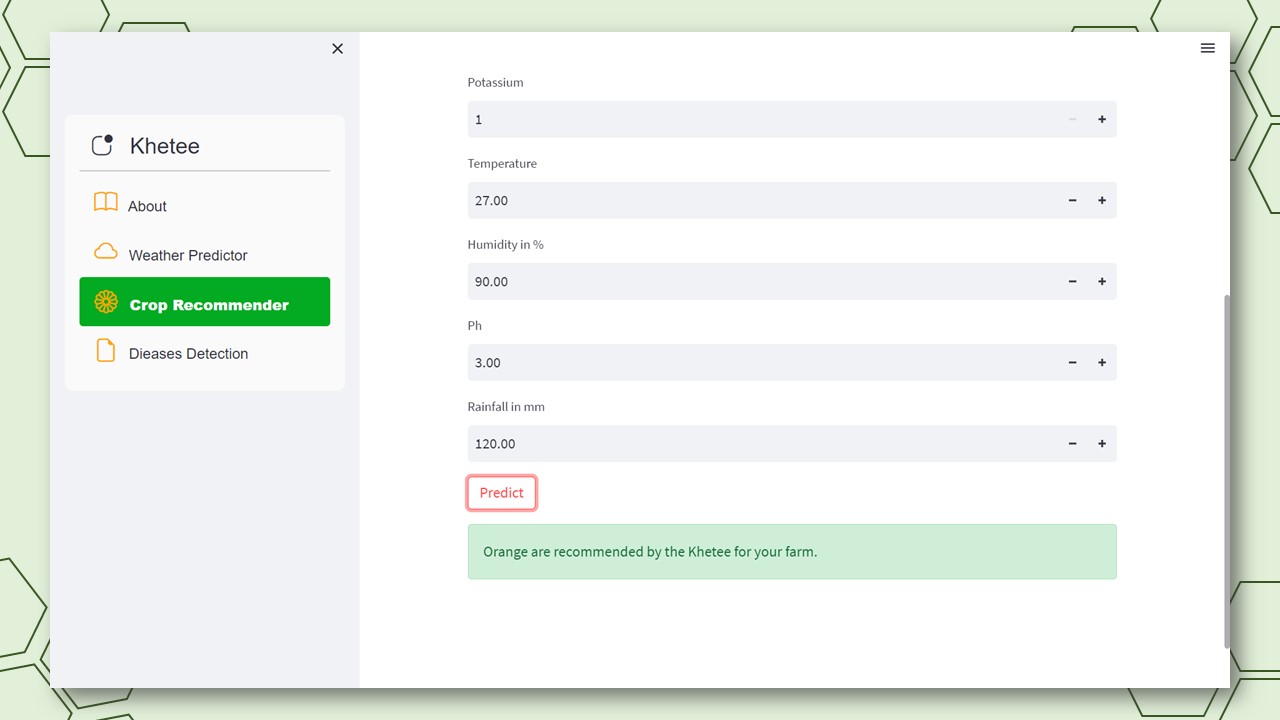 Khetee
About
Weather Predictor
Crop Recommender
Dieases Detection
Potassium
1
Temperature
27.00
Humidity in %
90.00
Ph
3.00
Rainfall in mm
120.00
Predict
Orange are recommended by the Khetee for your farm.